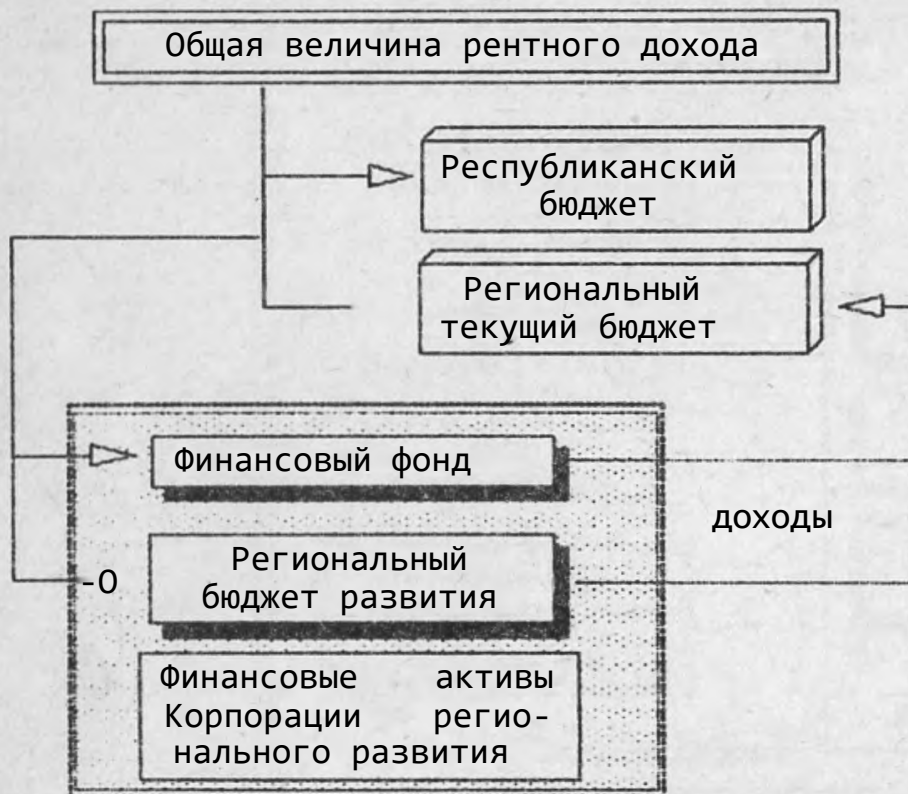 Общая величина рентного дохода
Республиканский
бюджет
Региональный
текущий бюджет
Финансовый фонд
доходы
Региональный
бюджет развития
-О
Финансовые активы
Корпорации регио-
нального развития